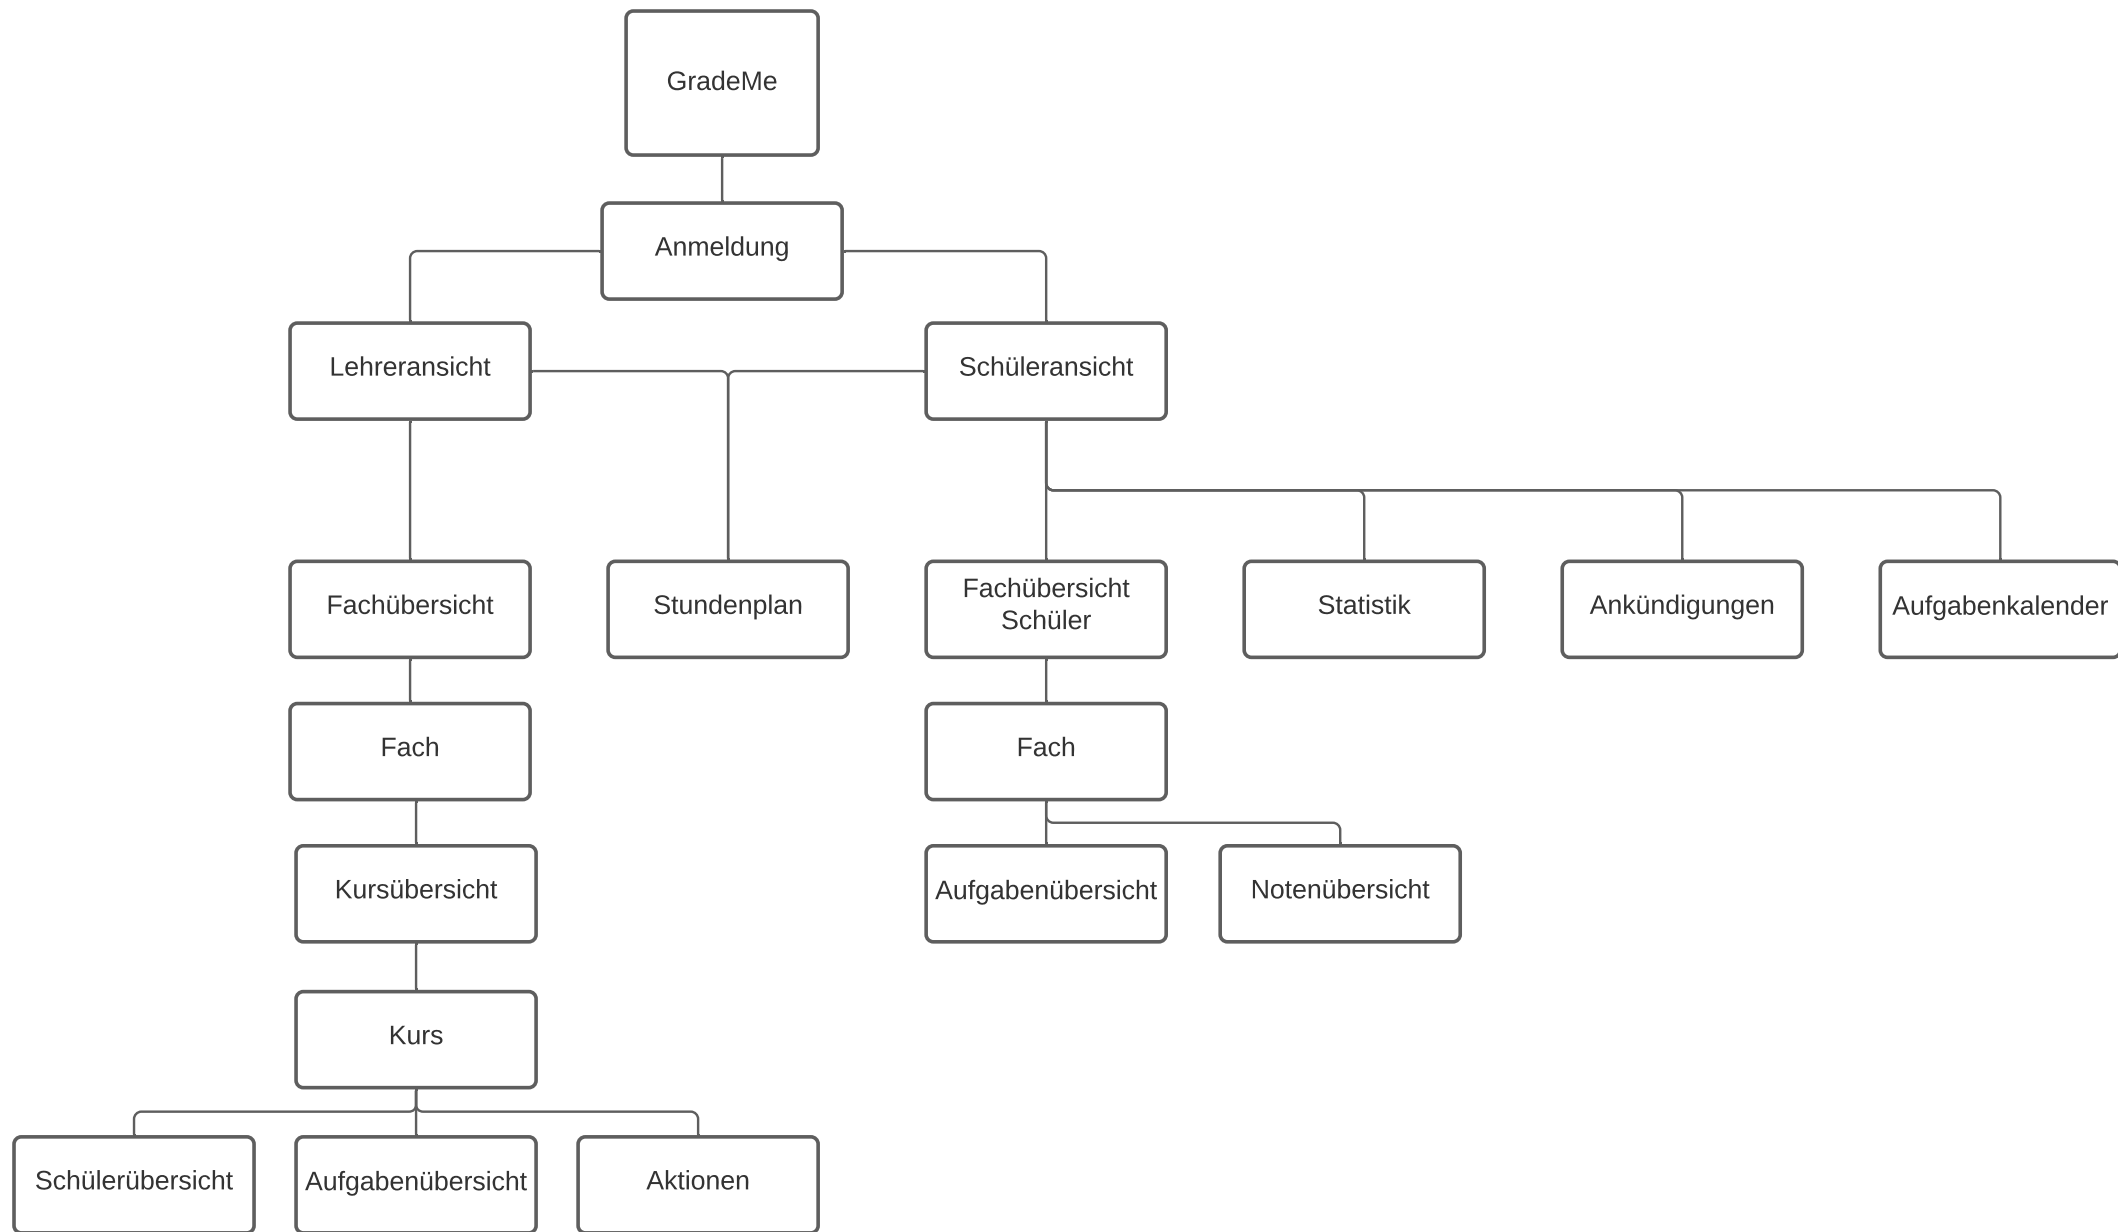 GradeMe
Anmeldung
Lehreransicht
Schüleransicht
Fachübersicht
Stundenplan
Fachübersicht
Schüler
Statistik
Ankündigungen
Aufgabenkalender
Fach
Fach
Kursübersicht
Aufgabenübersicht
Notenübersicht
Kurs
Schülerübersicht
Aufgabenübersicht
Aktionen